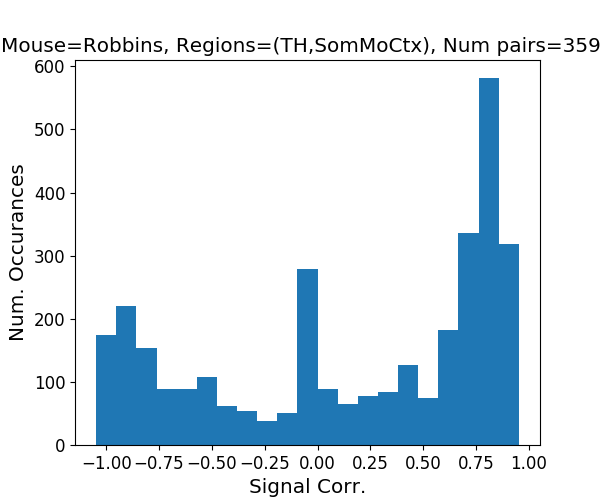 Mouse=Robbins, Regions=(TH,SomMoCtx), Num pairs=359
600
500
400
300
200
100
0
Num. Occurances
−1.00 −0.75 −0.50 −0.25 0.00 0.25 0.50 0.75 1.00
Signal Corr.